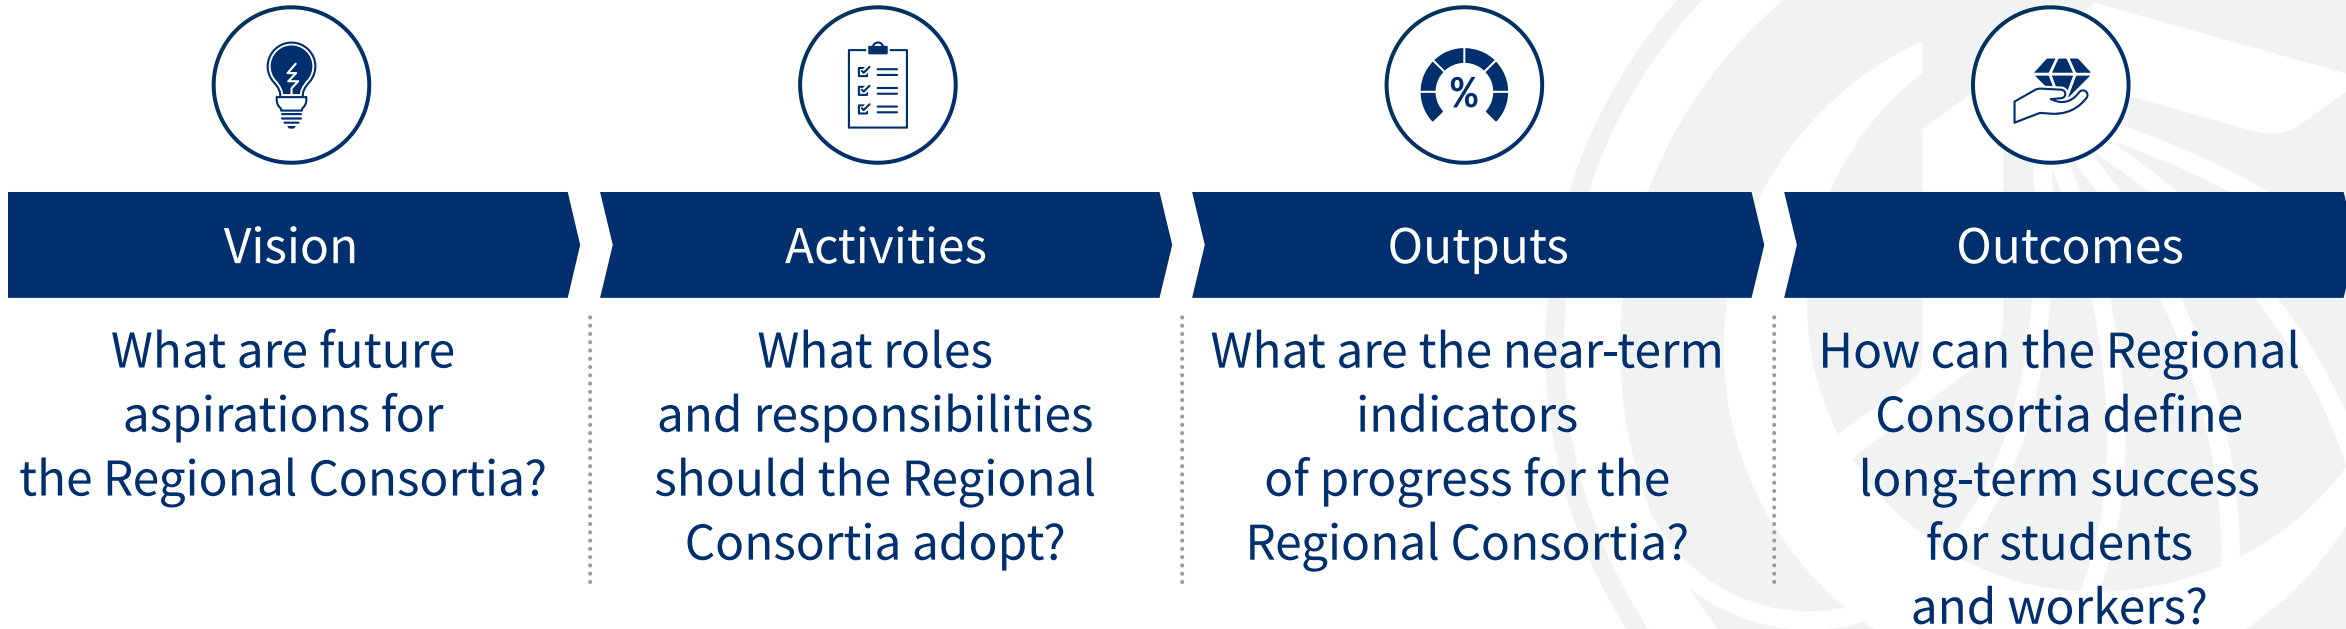 %
Vision
What are future
aspirations for
the Regional Consortia?
Activities
What roles
and responsibilities
should the Regional
Consortia adopt?
Outputs
What are the near-term
indicators
of progress for the
Regional Consortia?
Outcomes
How can the Regional
Consortia define
long-term success
for students
and workers?